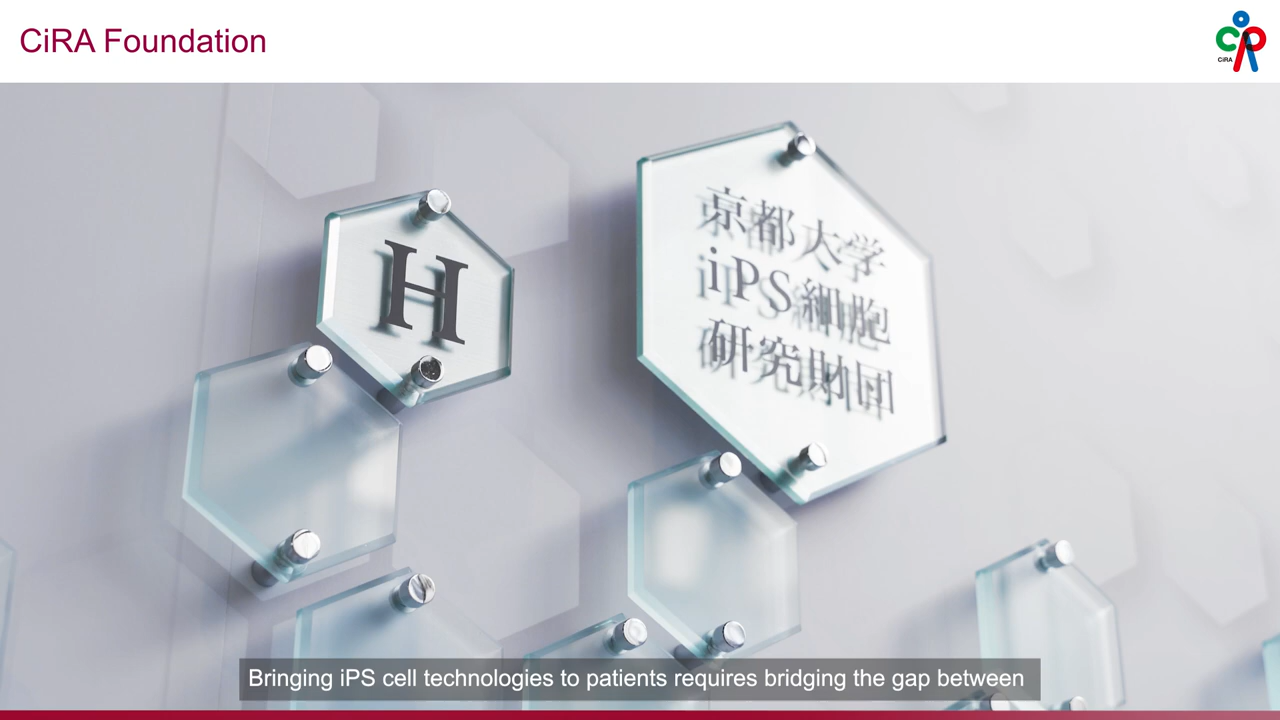 CiRA Foundation
CiRA
H
京都大学
iPS細胞
研究財団
Bringing iPS cell technologies to patients requires bridging the gap between